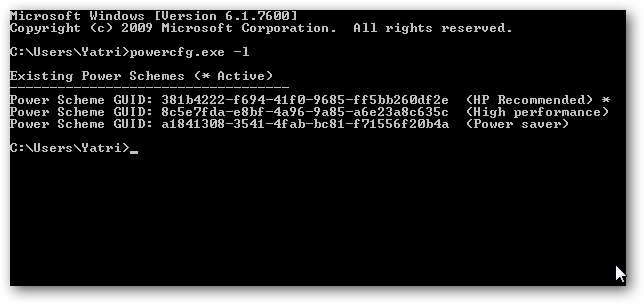 Microsoft Windows [Version 6.1.7600]
Copyright (c) 2009 Microsoft Corporation.  All rights reserved.
C:\Users\Yatri>powercfg.exe -l
Existing Power Schemes (* Active)
-----------------------------------
Power Scheme GUID: 381b4222-f694-41f0-9685-ff5bb260df2e  (HP Recommended) *
Power Scheme GUID: 8c5e7fda-e8bf-4a96-9a85-a6e23a8c635c  (High performance)
Power Scheme GUID: a1841308-3541-4fab-bc81-f71556f20b4a  (Power saver)
C:\Users\Yatri>_